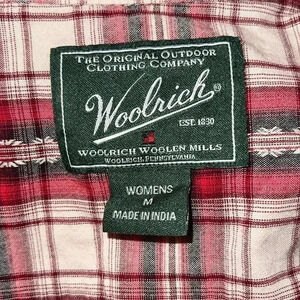 THE ORIGINAL OUTDOOR
CLOTHING COMPANY
Woolrich®
EST. 1830
WOOLRICH WOOLEN MILLS
WOOLRICH, PENNSYLVANIA
WOMENS
M
MADE IN INDIA